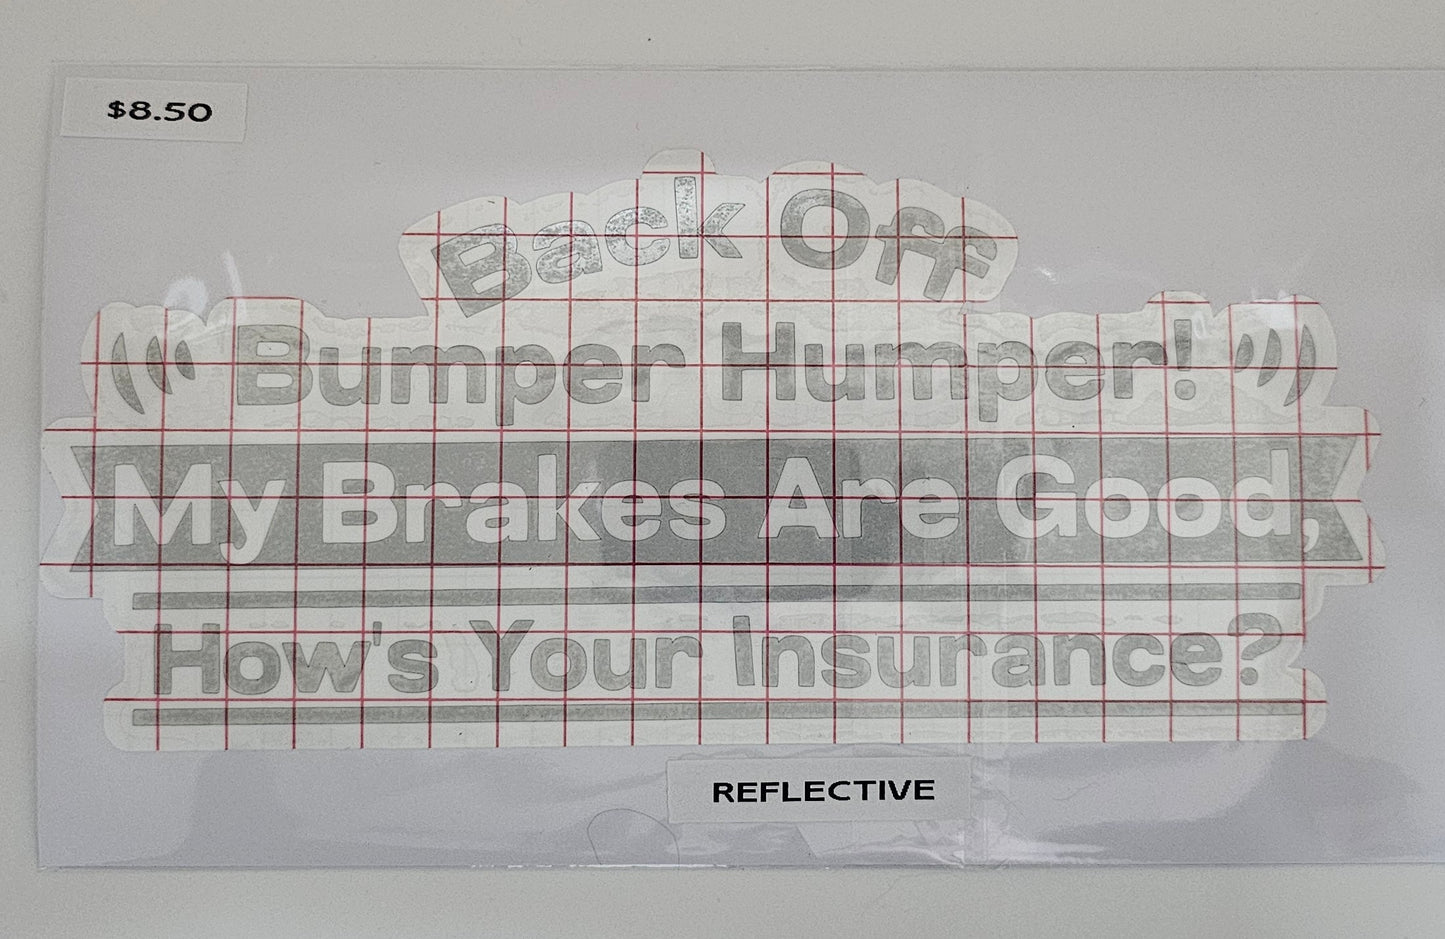 $8.50
Back Off
Bumper Humper!
My Brakes Are Good,
How's Your Insurance?
REFLECTIVE